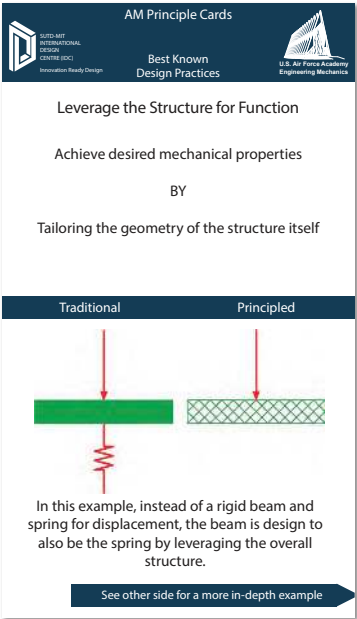 AM Principle Cards
SUTD-MIT
INTERNATIONAL
DESIGN
CENTRE (IDC)
Innovation Ready Design
Best Known
Design Practices
U.S. Air Force Academy
Engineering Mechanics
Leverage the Structure for Function
Achieve desired mechanical properties
BY
Tailoring the geometry of the structure itself
Traditional
Principled
In this example, instead of a rigid beam and
spring for displacement, the beam is design to
also be the spring by leveraging the overall
structure.
See other side for a more in-depth example